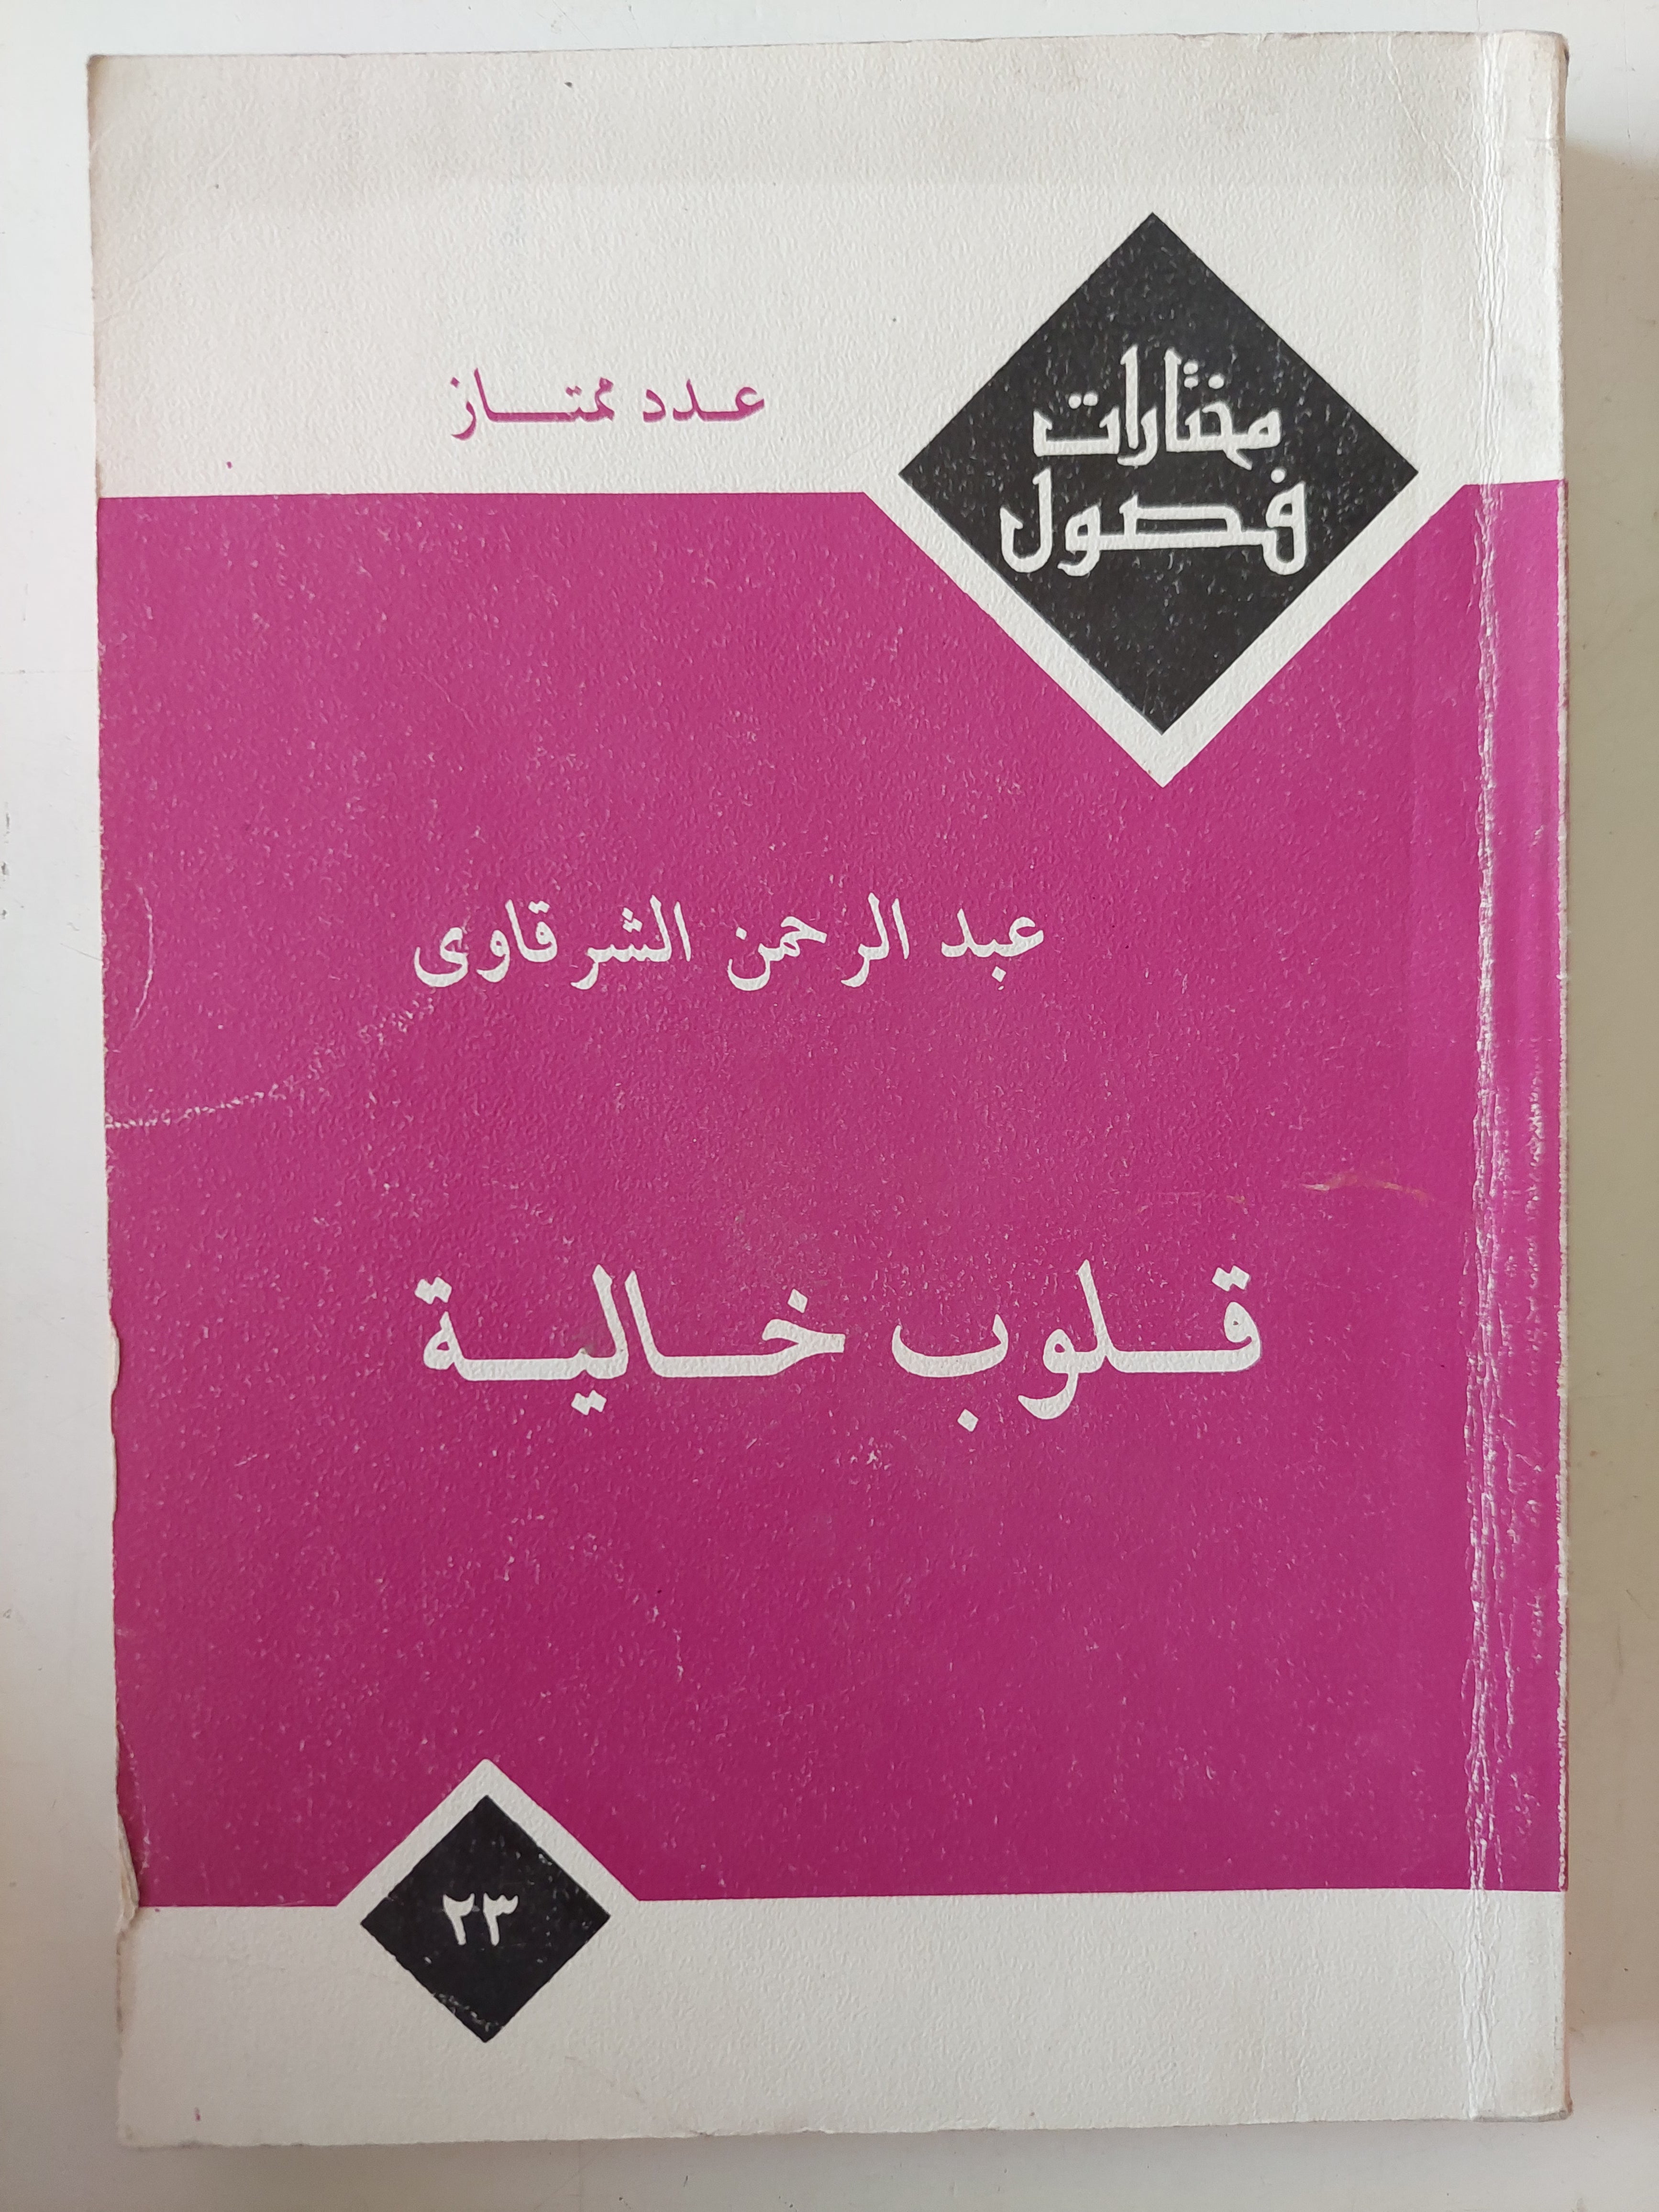 مختارات
فصول
عدد ممتاز
عبد الرحمن الشرقاوى
قلوب خالية
٢٣